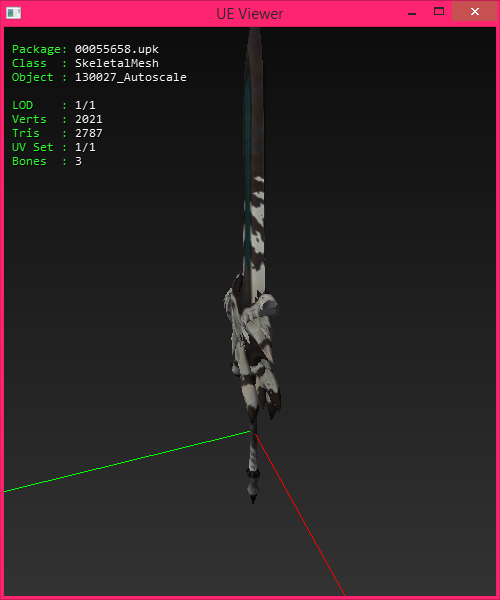 UE Viewer
Package: 00055658.upk
Class  : SkeletalMesh
Object : 130027_Autoscale
LOD    : 1/1
Verts  : 2021
Tris   : 2787
UV Set : 1/1
Bones  : 3